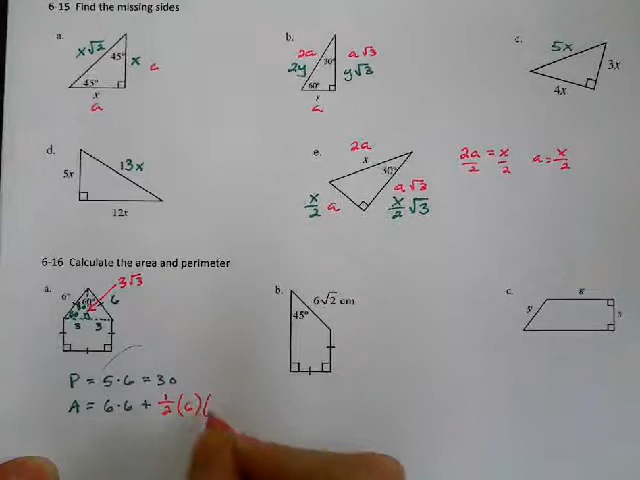 6-15 Find the missing sides
a.
x√2
45°
x
a
45°
x
a
b.
2a
a√3
2y
30°
y√3
60°
a
c.
5x
3x
4x
d.
5x
13x
12x
e.
2a
x
30°
x/2 a
a√3
x/2 √3
2a/2 = x/2 a = x/2
6-16 Calculate the area and perimeter
a.
3√3
6"
60°
6
3 3
P = 5·6 = 30
A = 6·6 + 1/2 (6)(
b.
6√2 cm
45°
c.
8'
5'
3'